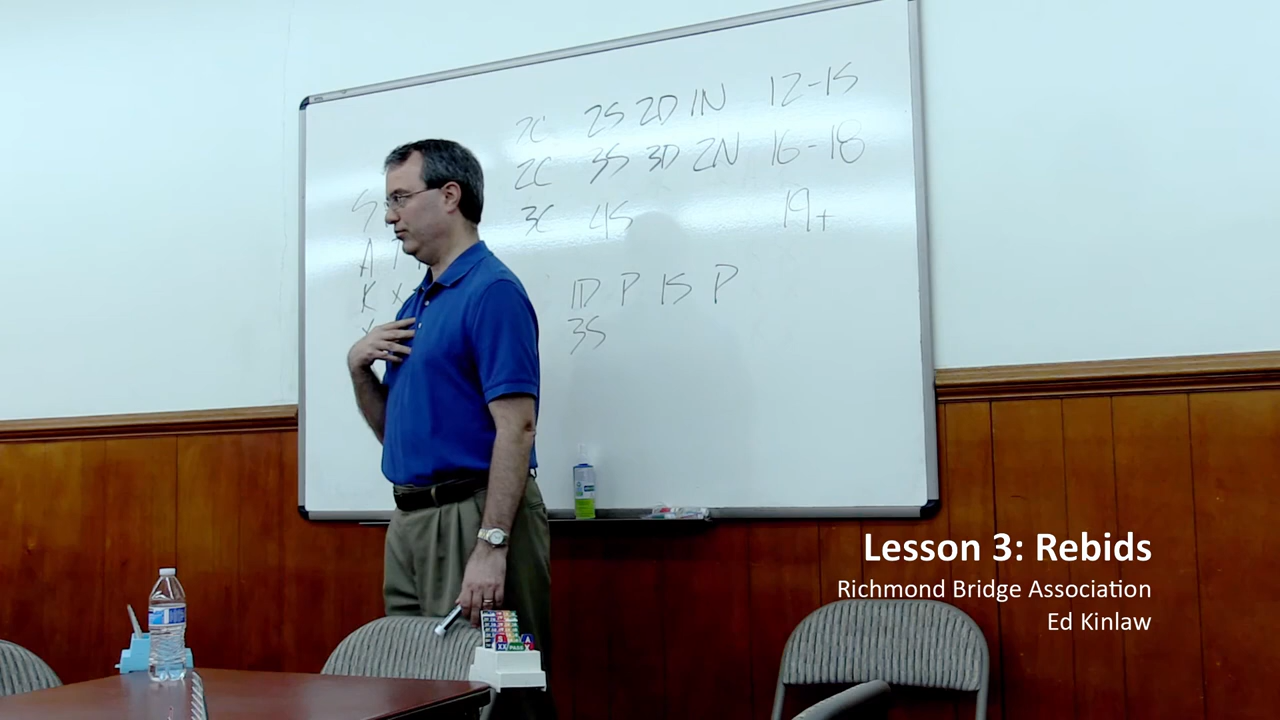 2C 2S 2D 1N 12-15
2C 3S 3D 2N 16-18
3C 4S 19+
1D P 1S P
3S
S
A
K X
X
Lesson 3: Rebids
Richmond Bridge Association
Ed Kinlaw
PASS